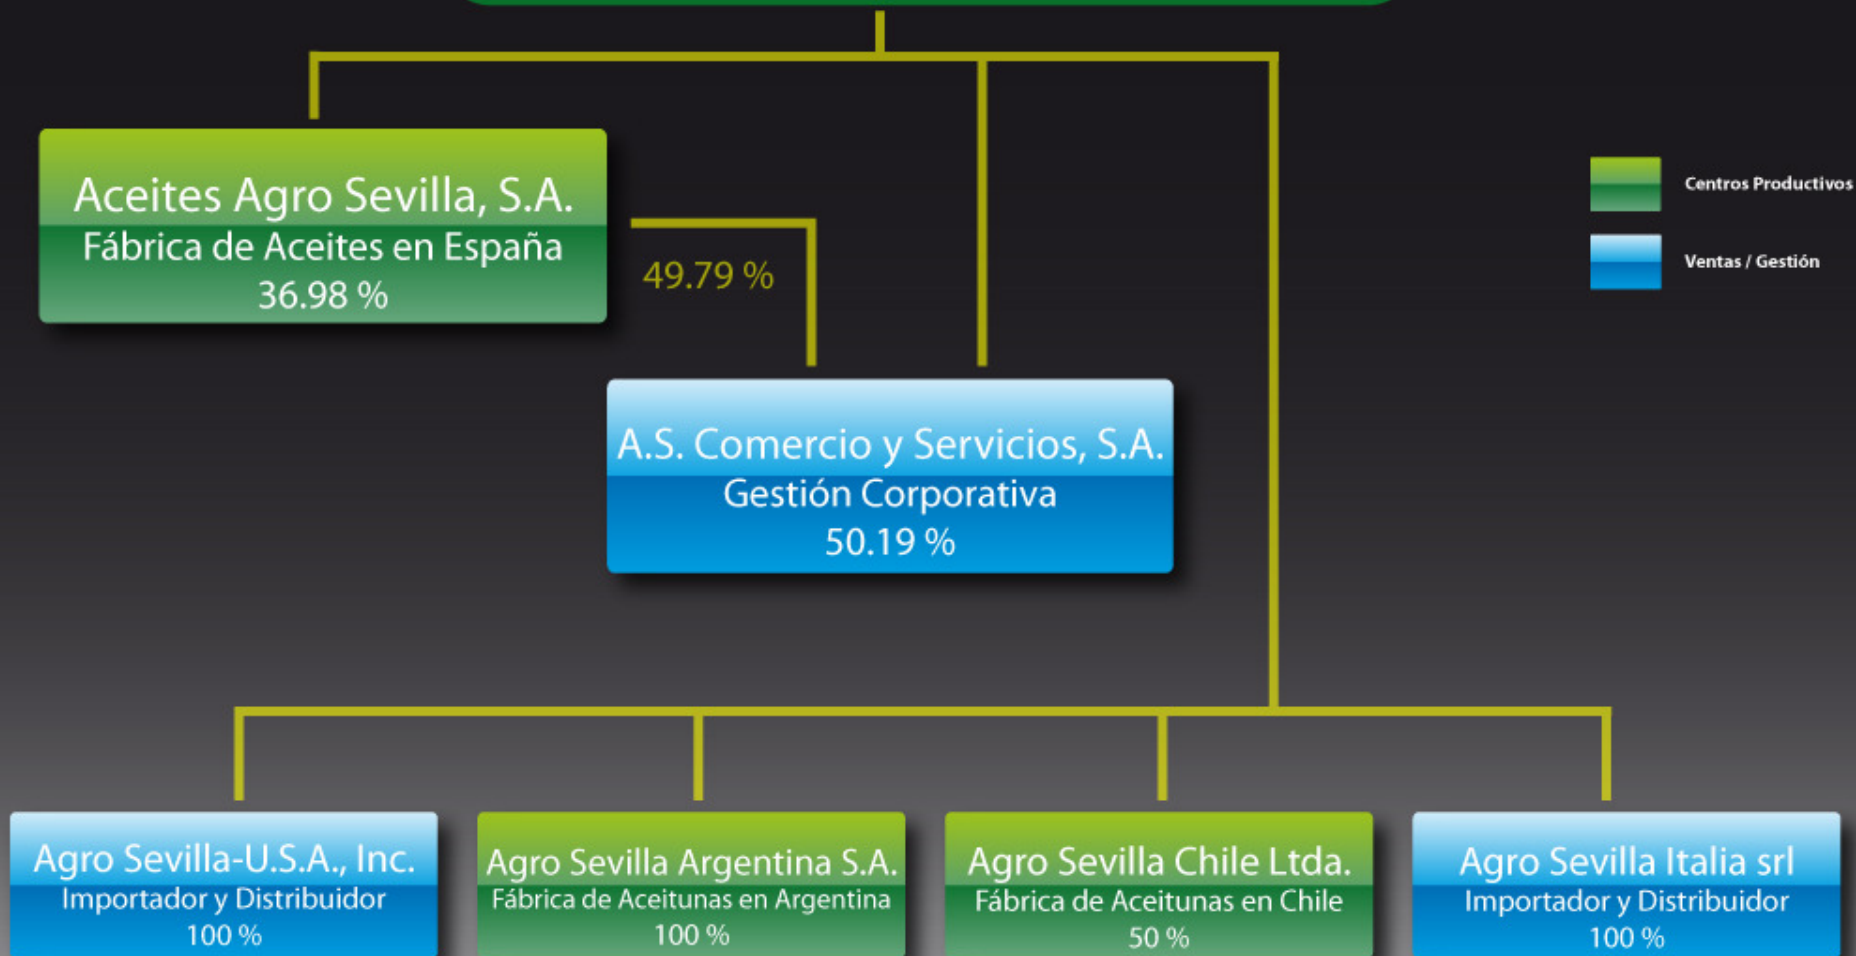 Aceites Agro Sevilla, S.A.
Fábrica de Aceites en España
36.98 %
49.79 %
Centros Productivos
Ventas / Gestión
A.S. Comercio y Servicios, S.A.
Gestión Corporativa
50.19 %
Agro Sevilla-U.S.A., Inc.
Importador y Distribuidor
100 %
Agro Sevilla Argentina S.A.
Fábrica de Aceitunas en Argentina
100 %
Agro Sevilla Chile Ltda.
Fábrica de Aceitunas en Chile
50 %
Agro Sevilla Italia srl
Importador y Distribuidor
100 %